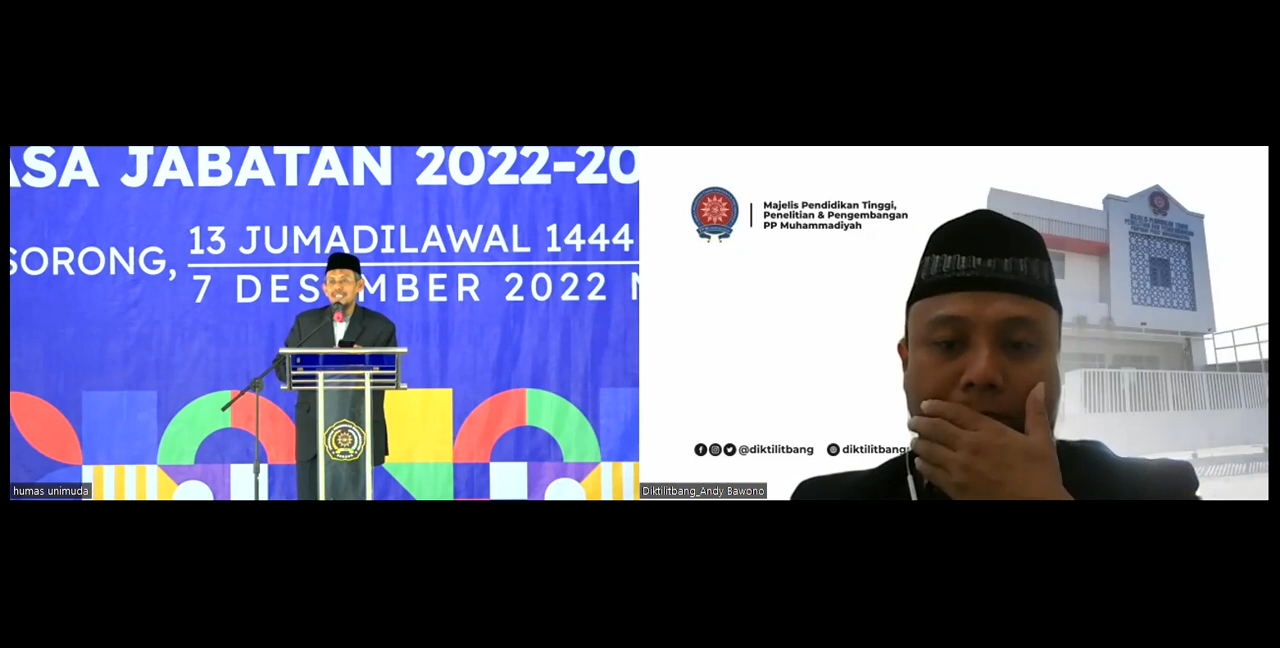 ASA JABATAN 2022-20
SORONG,
13 JUMADILAWAL 1444
7 DESEMBER 2022 M
humas unimuda
Majelis Pendidikan Tinggi,
Penelitian & Pengembangan
PP Muhammadiyah
@diktilitbang
diktilitbang
Diktilitbang_Andy Bawono